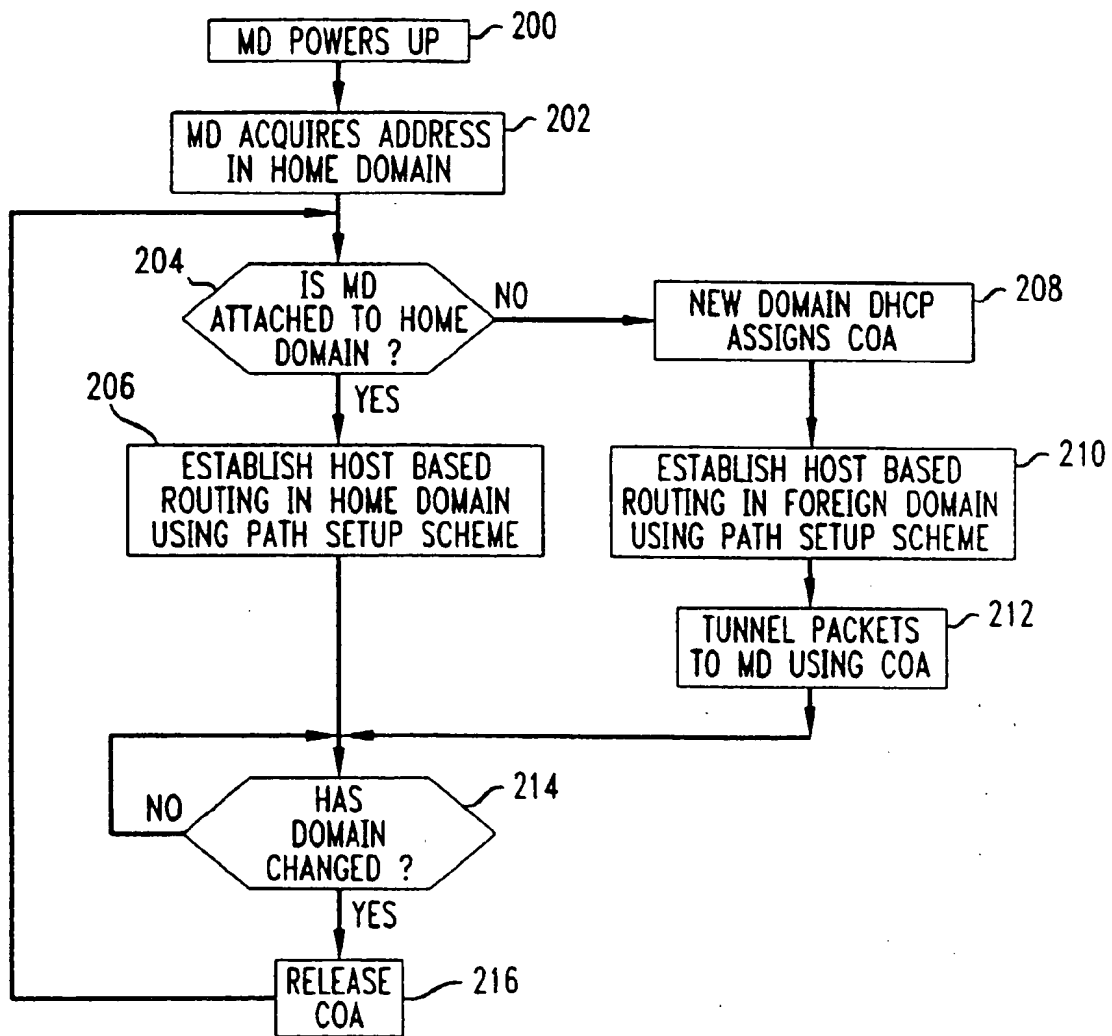 MD POWERS UP
200
MD ACQUIRES ADDRESS
IN HOME DOMAIN
202
204
IS MD
ATTACHED TO HOME
DOMAIN ?
NO
YES
NEW DOMAIN DHCP
ASSIGNS COA
208
206
ESTABLISH HOST BASED
ROUTING IN HOME DOMAIN
USING PATH SETUP SCHEME
ESTABLISH HOST BASED
ROUTING IN FOREIGN DOMAIN
USING PATH SETUP SCHEME
210
TUNNEL PACKETS
TO MD USING COA
212
HAS
DOMAIN
CHANGED ?
214
NO
YES
RELEASE
COA
216